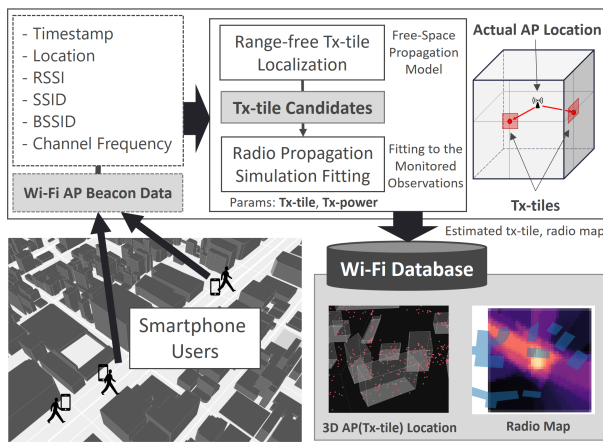 - Timestamp
- Location
- RSSI
- SSID
- BSSID
- Channel Frequency
Wi-Fi AP Beacon Data
Range-free Tx-tile
Localization
Free-Space
Propagation
Model
Tx-tile Candidates
Radio Propagation
Simulation Fitting
Fitting to the
Monitored
Observations
Params: Tx-tile, Tx-power
Actual AP Location
Tx-tiles
Estimated tx-tile, radio map
Smartphone
Users
Wi-Fi Database
3D AP(Tx-tile) Location
Radio Map